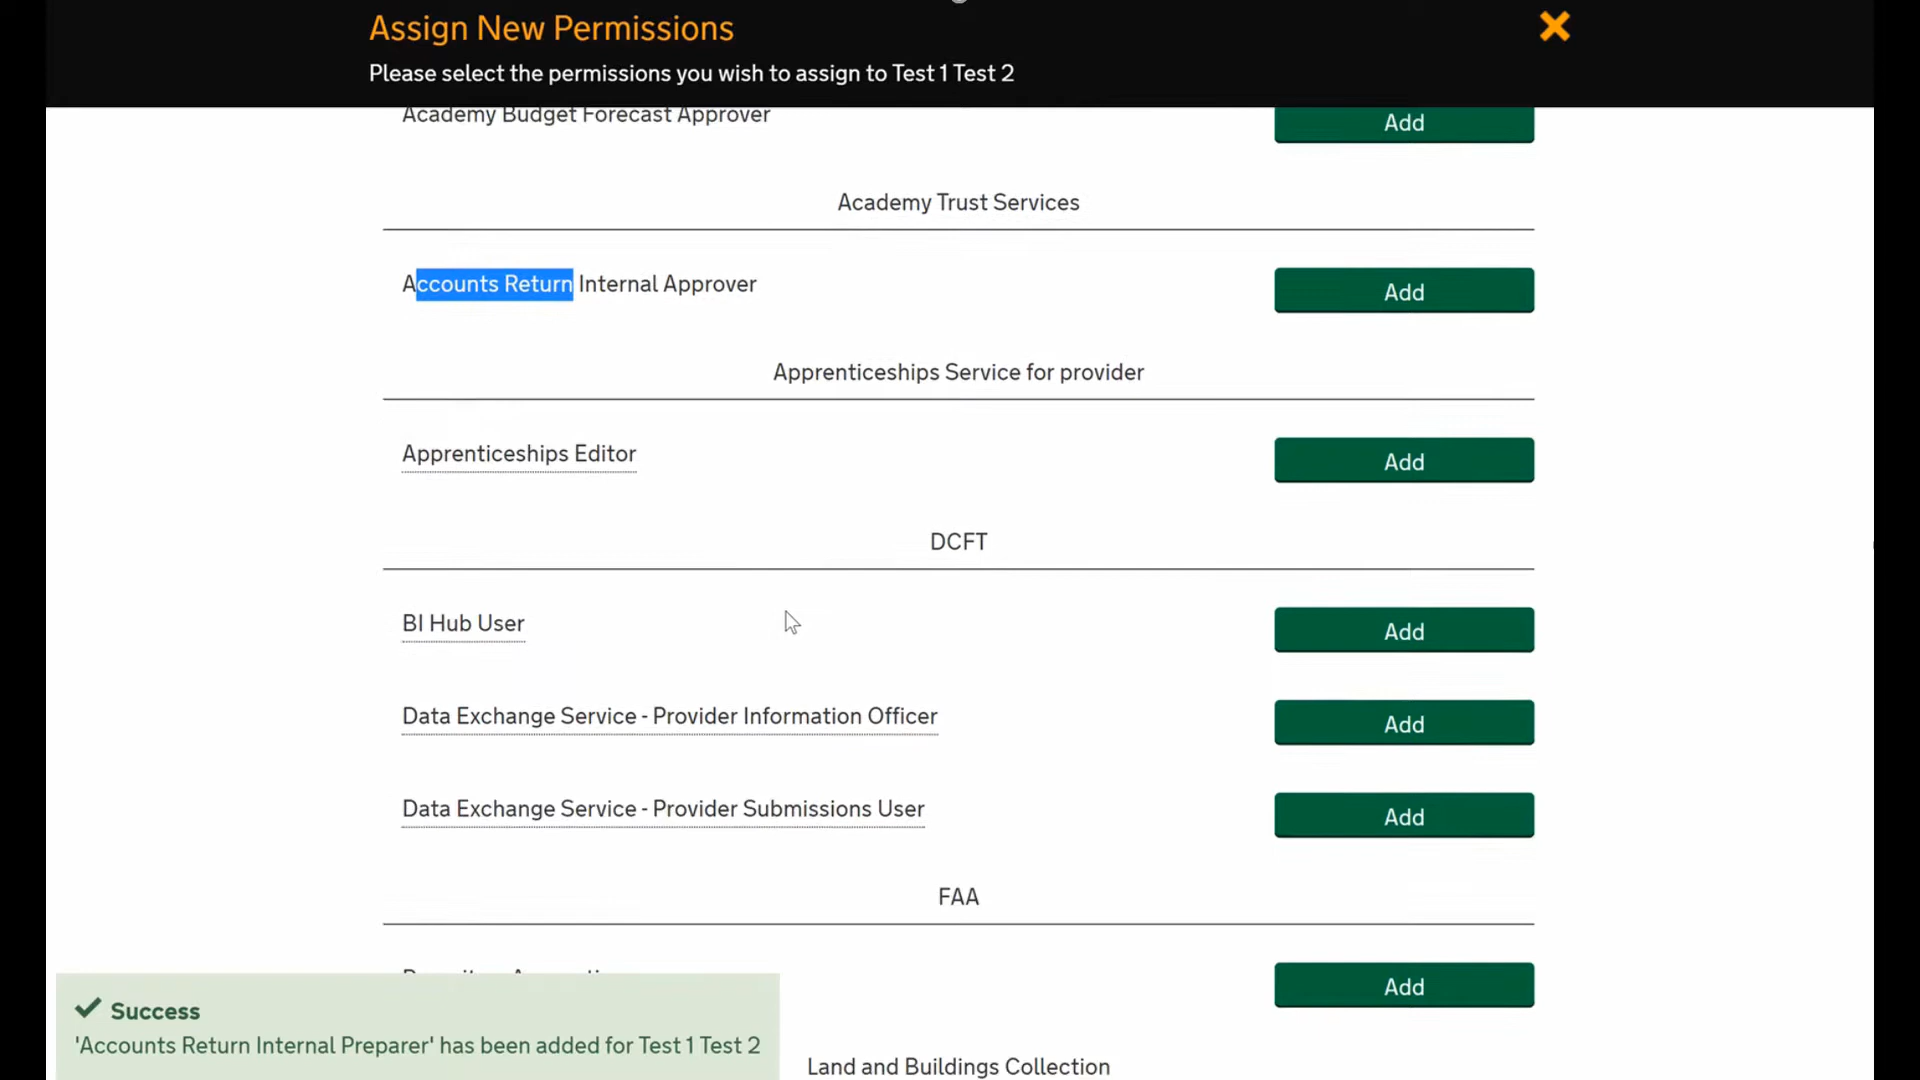 Assign New Permissions
Please select the permissions you wish to assign to Test 1 Test 2
Academy Budget Forecast Approver
Add
Academy Trust Services
Accounts Return Internal Approver
Add
Apprenticeships Service for provider
Apprenticeships Editor
Add
DCFT
BI Hub User
Add
Data Exchange Service - Provider Information Officer
Add
Data Exchange Service - Provider Submissions User
Add
FAA
Add
Success
'Accounts Return Internal Preparer' has been added for Test 1 Test 2
Land and Buildings Collection